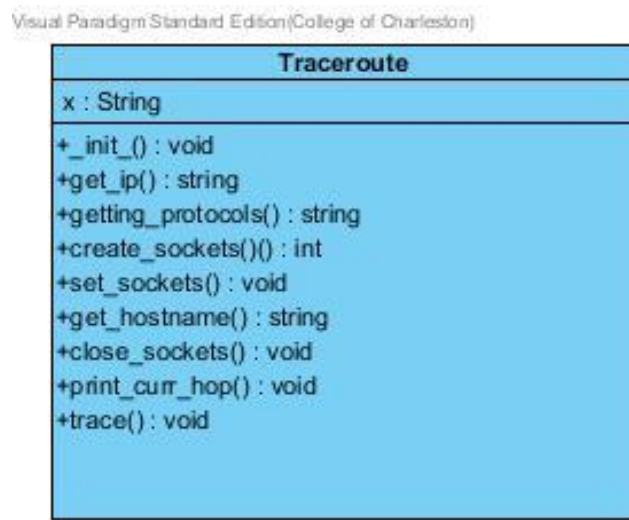 Visual Paradigm Standard Edition(College of Charleston)
Traceroute
x : String
+_init_() : void
+get_ip() : string
+getting_protocols() : string
+create_sockets()() : int
+set_sockets() : void
+get_hostname() : string
+close_sockets() : void
+print_curr_hop() : void
+trace() : void